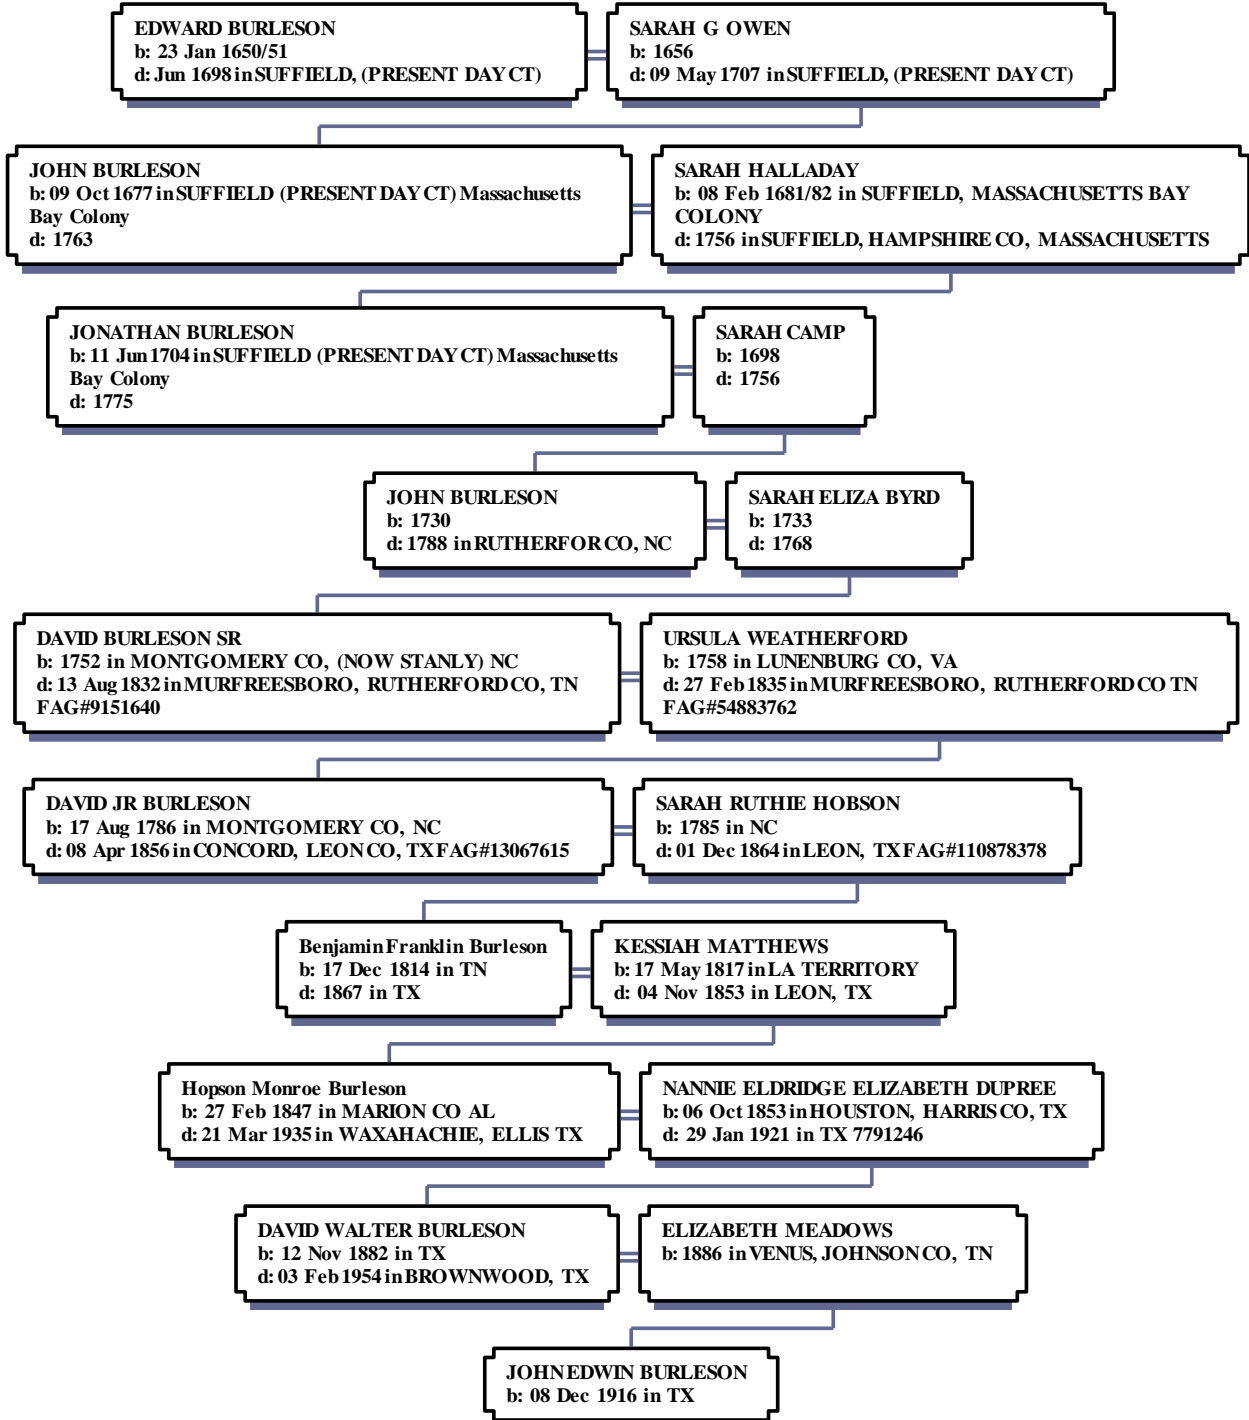 EDWARD BURLESON
b: 23 Jan 1650/51
d: Jun 1698 in SUFFIELD, (PRESENT DAY CT)
SARAH G OWEN
b: 1656
d: 09 May 1707 in SUFFIELD, (PRESENT DAY CT)
JOHN BURLESON
b: 09 Oct 1677 in SUFFIELD (PRESENT DAY CT) Massachusetts
Bay Colony
d: 1763
SARAH HALLADAY
b: 08 Feb 1681/82 in SUFFIELD, MASSACHUSETTS BAY
COLONY
d: 1756 in SUFFIELD, HAMPSHIRE CO, MASSACHUSETTS
JONATHAN BURLESON
b: 11 Jun 1704 in SUFFIELD (PRESENT DAY CT) Massachusetts
Bay Colony
d: 1775
SARAH CAMP
b: 1698
d: 1756
JOHN BURLESON
b: 1730
d: 1788 in RUTHERFOR CO, NC
SARAH ELIZA BYRD
b: 1733
d: 1768
DAVID BURLESON SR
b: 1752 in MONTGOMERY CO, (NOW STANLY) NC
d: 13 Aug 1832 in MURFREESBORO, RUTHERFORD CO, TN
FAG#9151640
URSULA WEATHERFORD
b: 1758 in LUNENBURG CO, VA
d: 27 Feb 1835 in MURFREESBORO, RUTHERFORD CO TN
FAG#54883762
DAVID JR BURLESON
b: 17 Aug 1786 in MONTGOMERY CO, NC
d: 08 Apr 1856 in CONCORD, LEON CO, TX FAG#13067615
SARAH RUTHIE HOBSON
b: 1785 in NC
d: 01 Dec 1864 in LEON, TX FAG#110878378
Benjamin Franklin Burleson
b: 17 Dec 1814 in TN
d: 1867 in TX
KESSIAH MATTHEWS
b: 17 May 1817 in LA TERRITORY
d: 04 Nov 1853 in LEON, TX
Hopson Monroe Burleson
b: 27 Feb 1847 in MARION CO AL
d: 21 Mar 1935 in WAXAHACHIE, ELLIS TX
NANNIE ELDRIDGE ELIZABETH DUPREE
b: 06 Oct 1853 in HOUSTON, HARRIS CO, TX
d: 29 Jan 1921 in TX 7791246
DAVID WALTER BURLESON
b: 12 Nov 1882 in TX
d: 03 Feb 1954 in BROWNWOOD, TX
ELIZABETH MEADOWS
b: 1886 in VENUS, JOHNSON CO, TN
JOHN EDWIN BURLESON
b: 08 Dec 1916 in TX